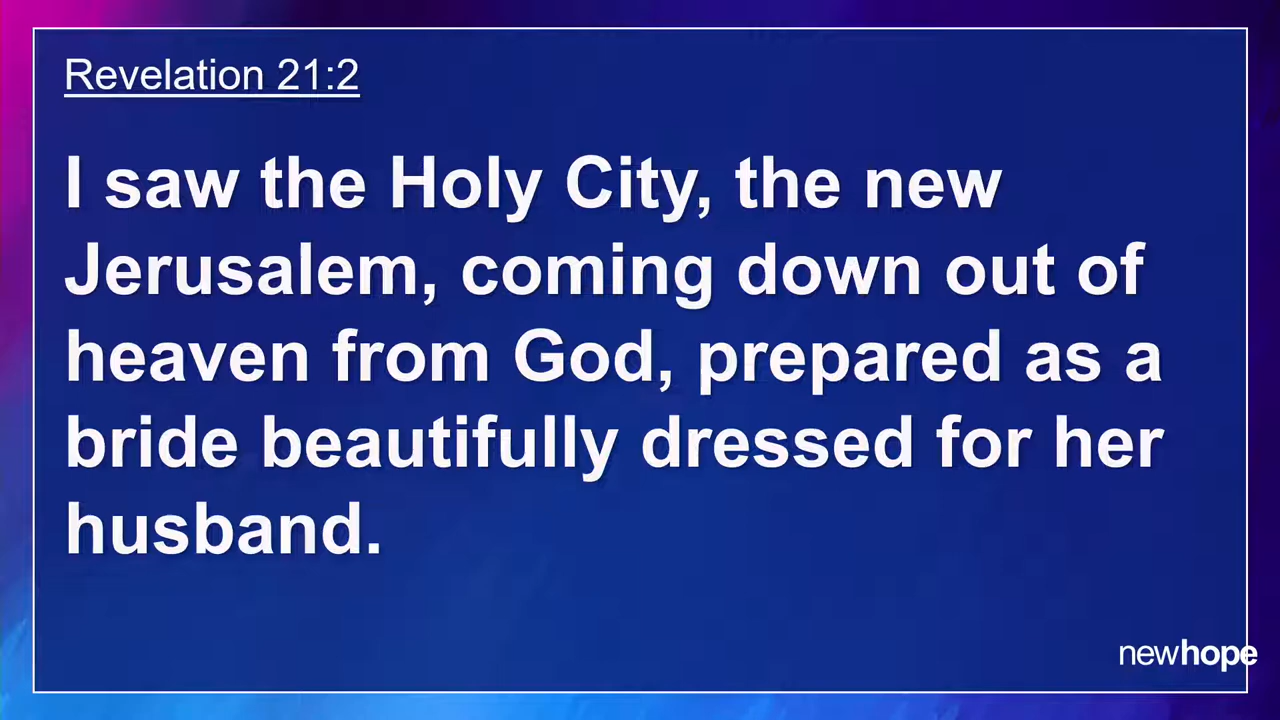 Revelation 21:2
I saw the Holy City, the new
Jerusalem, coming down out of
heaven from God, prepared as a
bride beautifully dressed for her
husband.
newhope